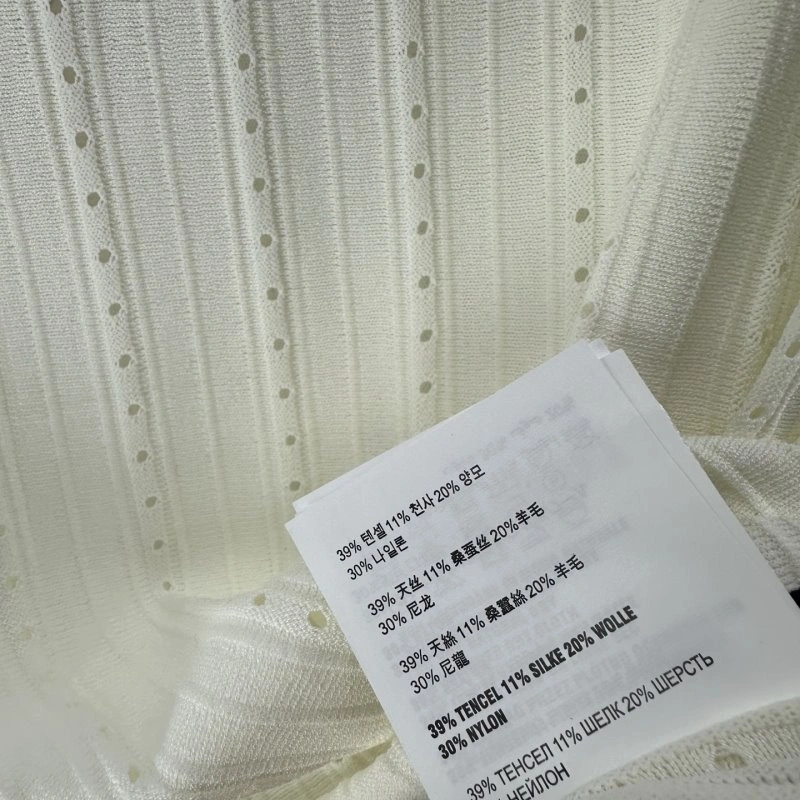 39% 텐셀 11% 천사 20% 양모
30% 나일론
39% 天丝 11% 桑蚕丝 20%羊毛
30% 尼龙
39% 天絲 11% 桑蠶絲 20% 羊毛
30% 尼龍
39% TENCEL 11% SILKE 20% WOLLE
30% NYLON
39% ТЕНСЕЛ 11% ШЕЛК 20% ШЕРСТЬ
% НЕЙЛОН